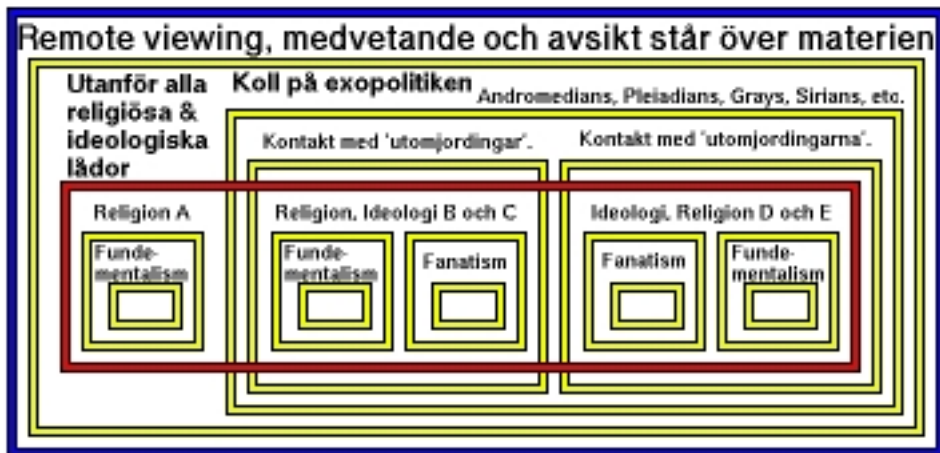 Remote viewing, medvetande och avsikt står över materien
Utanför alla
religiösa &
ideologiska
lådor
Koll på exopolitiken
Andromedians, Pleiadians, Grays, Sirians, etc.
Kontakt med 'utomjordingar'.
Kontakt med 'utomjordingarna'.
Religion A
Religion, Ideologi B och C
Ideologi, Religion D och E
Funde-
mentalism
Funde-
mentalism
Fanatism
Fanatism
Funde-
mentalism